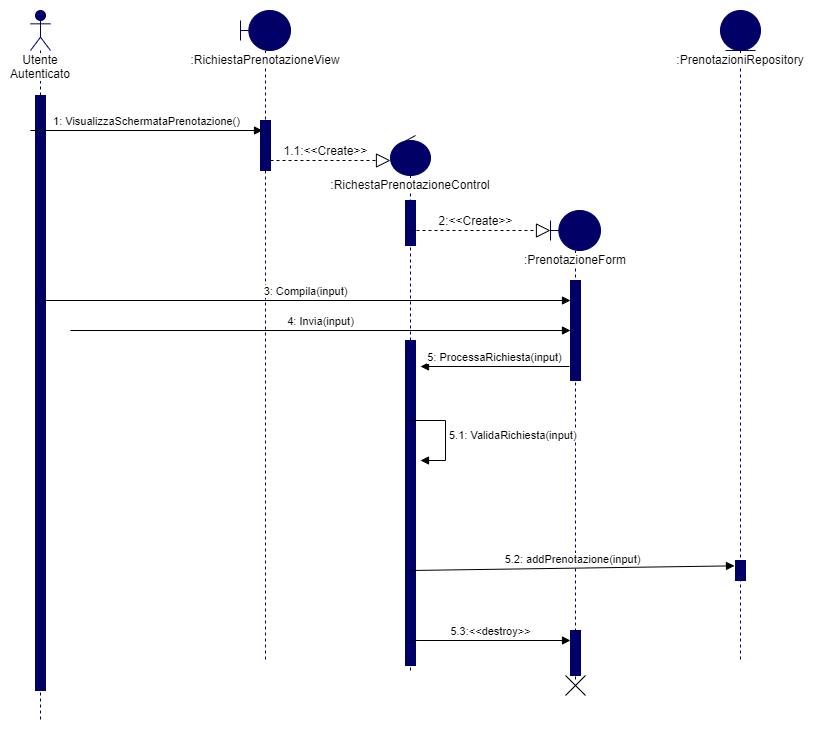 Utente
Autenticato
:RichiestaPrenotazioneView
:PrenotazioniRepository
1: VisualizzaSchermataPrenotazione()
1.1:<<Create>>
:RichestaPrenotazioneControl
2:<<Create>>
:PrenotazioneForm
3: Compila(input)
4: Invia(input)
5: ProcessaRichiesta(input)
5.1: ValidaRichiesta(input)
5.2: addPrenotazione(input)
5.3:<<destroy>>